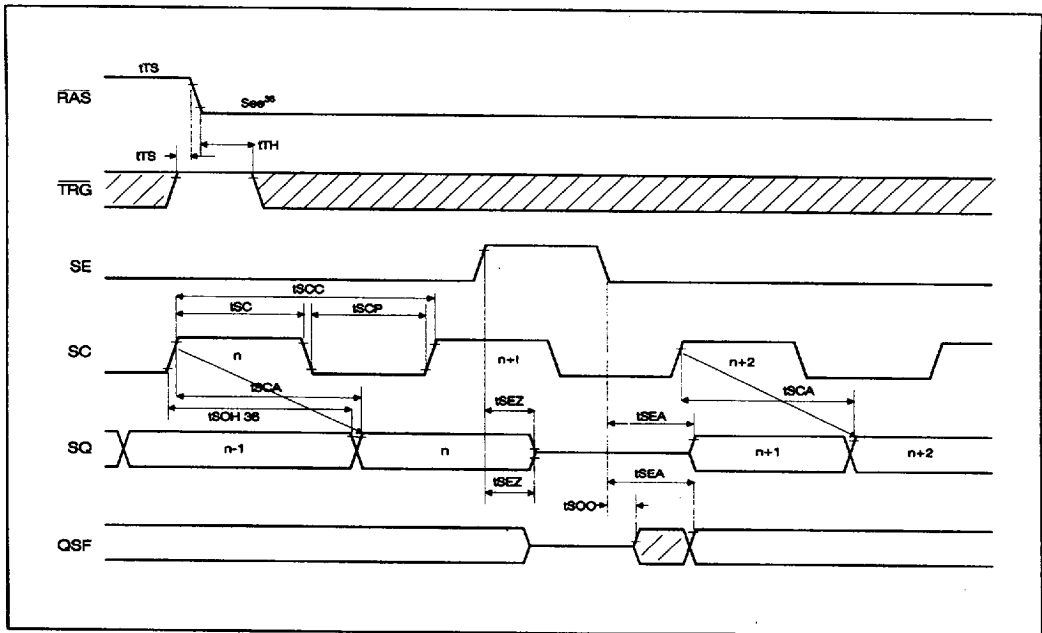 tTS
RAS
See36
tTH
tTS
TRG
SE
tSCC
tSC
tSCP
SC
n
n+1
n+2
tSCA
tSCA
tSOH 36
tSEZ
tSEA
SQ
n-1
n
n+1
n+2
tSEZ
tSEA
tSOO
QSF